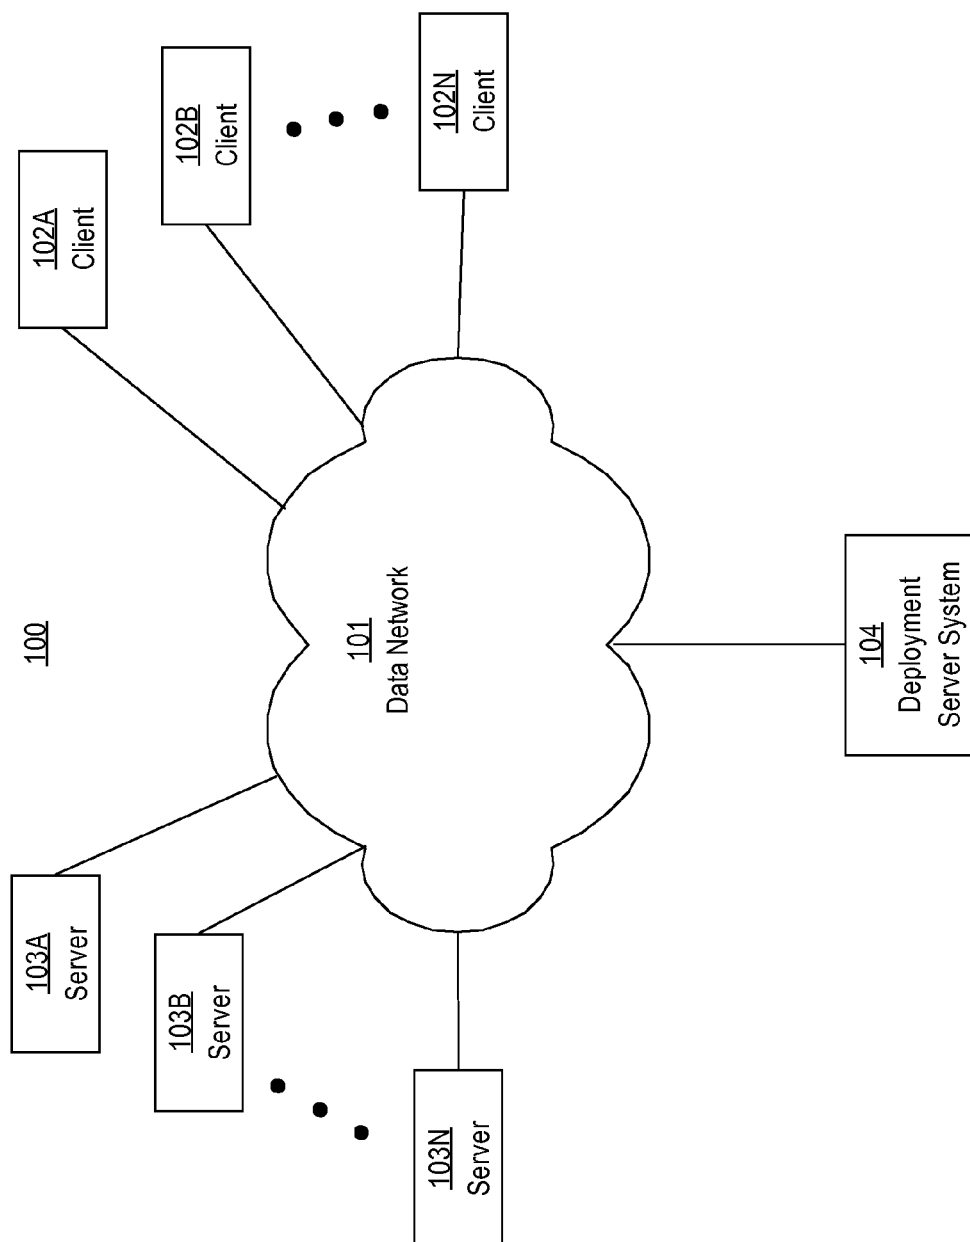 100
103A
Server
103B
Server
103N
Server
101
Data Network
102A
Client
102B
Client
102N
Client
104
Deployment
Server System